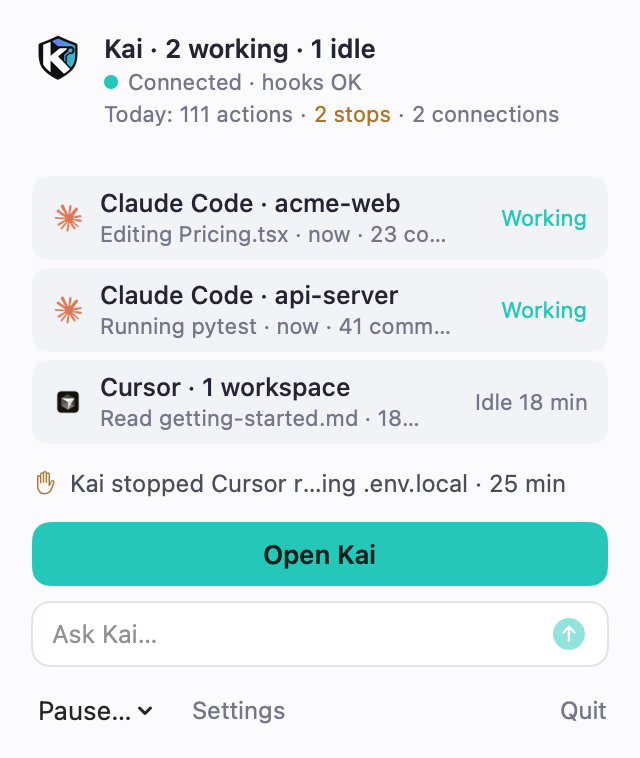 Kai · 2 working · 1 idle
Connected · hooks OK
Today: 111 actions · 2 stops · 2 connections
Claude Code · acme-web
Editing Pricing.tsx · now · 23 co...
Working
Claude Code · api-server
Running pytest · now · 41 comm...
Working
Cursor · 1 workspace
Read getting-started.md · 18...
Idle 18 min
Kai stopped Cursor r...ing .env.local · 25 min
Open Kai
Ask Kai...
Pause... Settings Quit